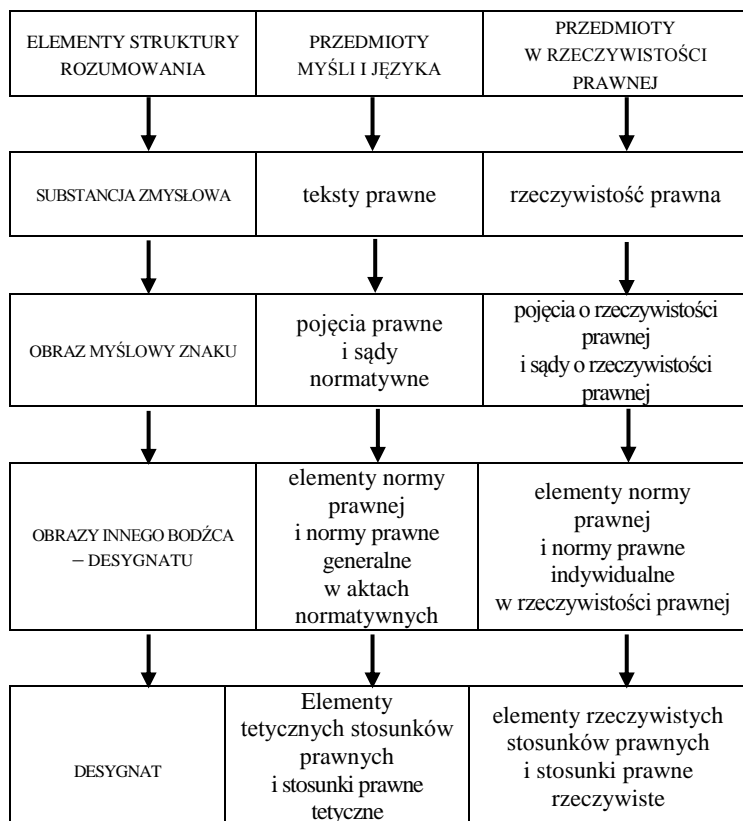 ELEMENTY STRUKTURY
ROZUMOWANIA
PRZEDMIOTY
MYŚLI I JĘZYKA
PRZEDMIOTY
W RZECZYWISTOŚCI
PRAWNEJ
SUBSTANCJA ZMYSŁOWA
teksty prawne
rzeczywistość prawna
OBRAZ MYŚLOWY ZNAKU
pojęcia prawne
i sądy
normatywne
pojęcia o rzeczywistości
prawnej
i sądy o rzeczywistości
prawnej
OBRAZY INNEGO BODŹCA
– DESYGNATU
elementy normy
prawnej
i normy prawne
generalne
w aktach
normatywnych
elementy normy
prawnej
i normy prawne
indywidualne
w rzeczywistości prawnej
DESYGNAT
Elementy
tetycznych stosunków
prawnych
i stosunki prawne
tetyczne
elementy rzeczywistych
stosunków prawnych
i stosunki prawne
rzeczywiste